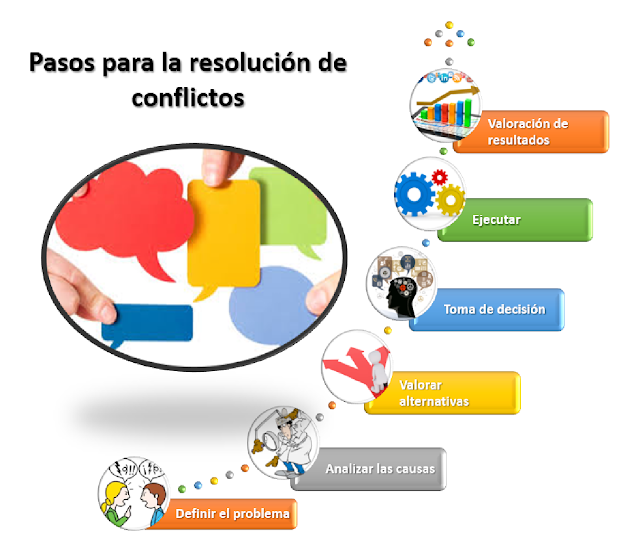 Pasos para la resolución de
conflictos
Valoración de
resultados
Ejecutar
Toma de decisión
Valorar
alternativas
Analizar las causas
Definir el problema